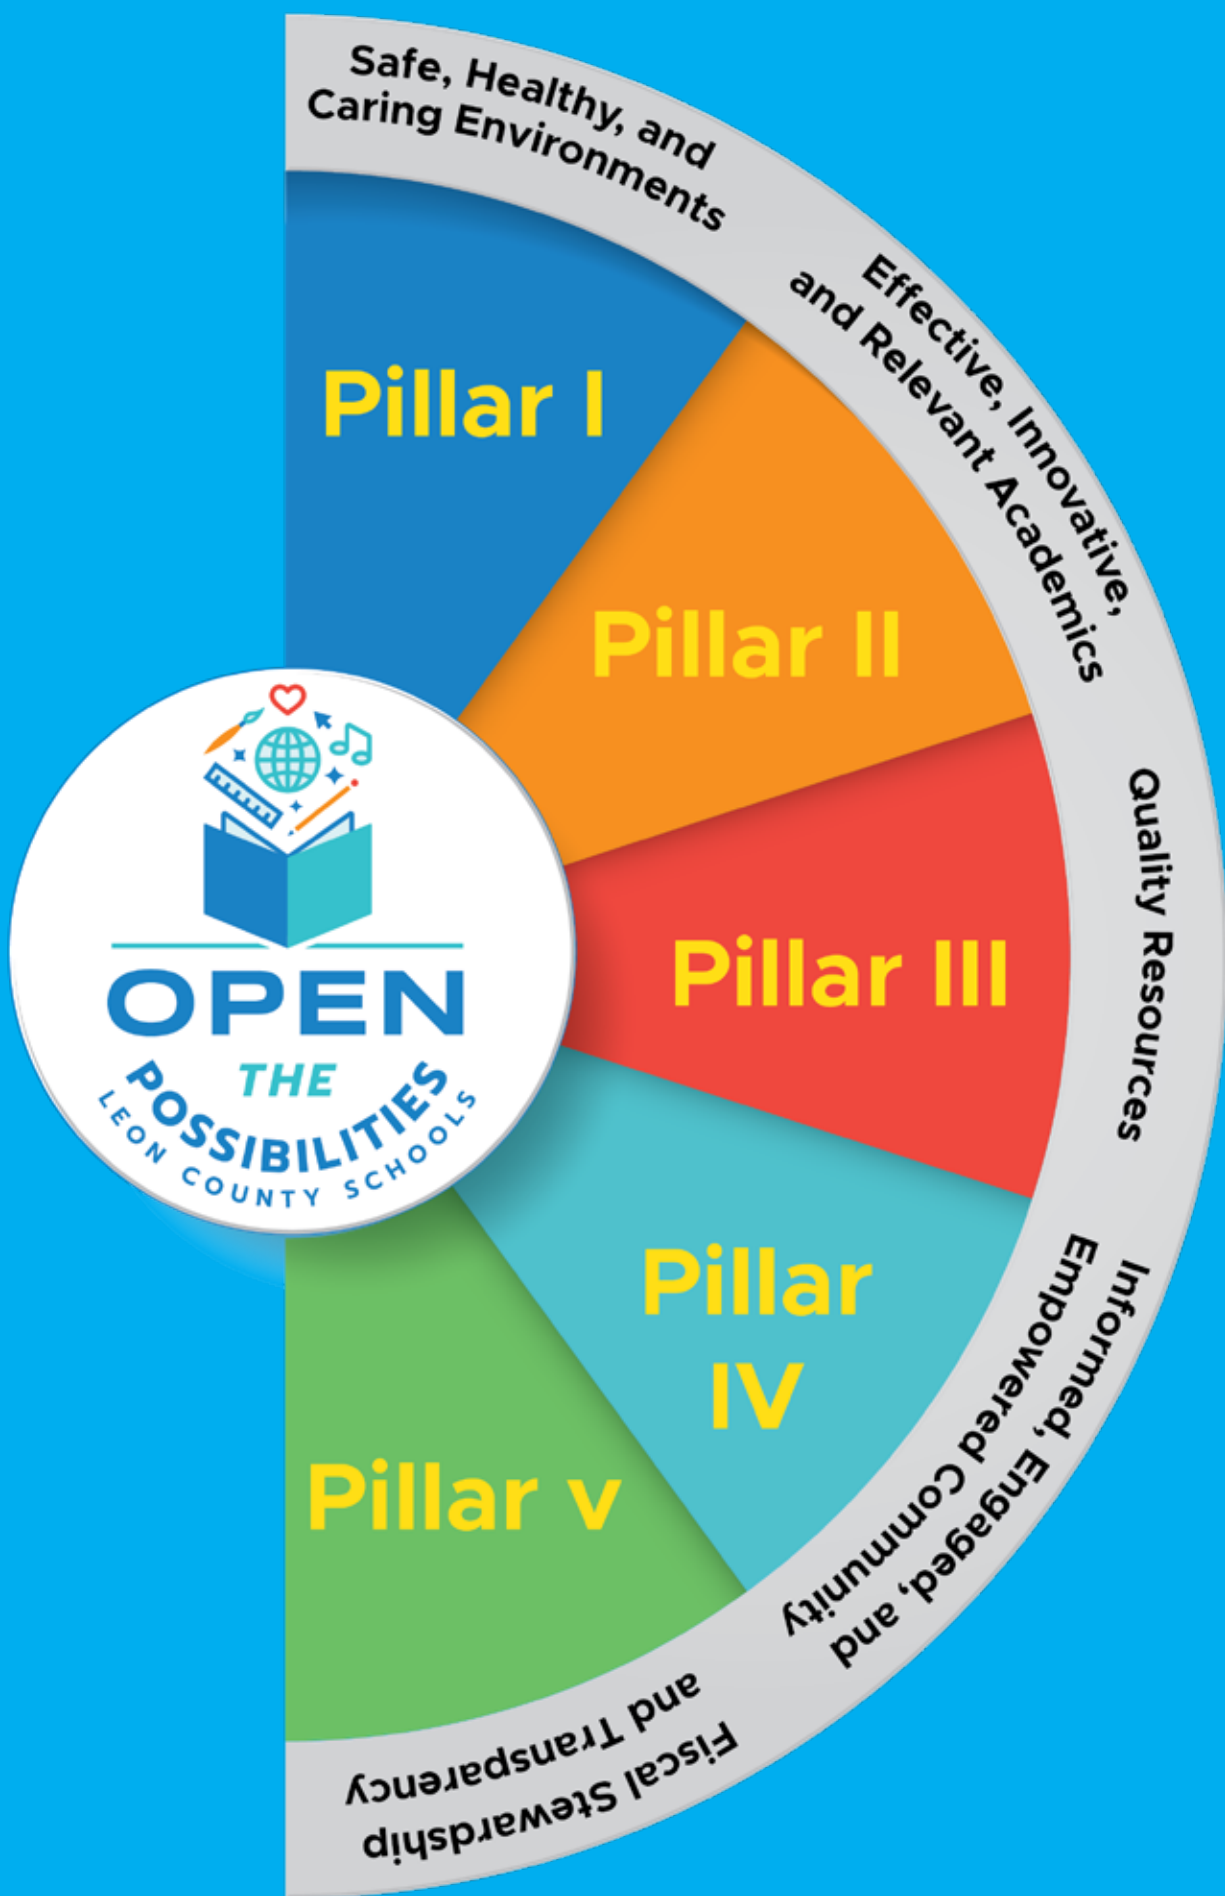 Safe, Healthy, and
Caring Environments
Pillar I
Effective, Innovative,
and Relevant Academics
Pillar II
Quality Resources
Pillar III
Informed, Engaged, and
Empowered Community
Pillar
IV
Fiscal Stewardship
and Transparency
Pillar v
OPEN
THE
POSSIBILITIES
LEON COUNTY SCHOOLS